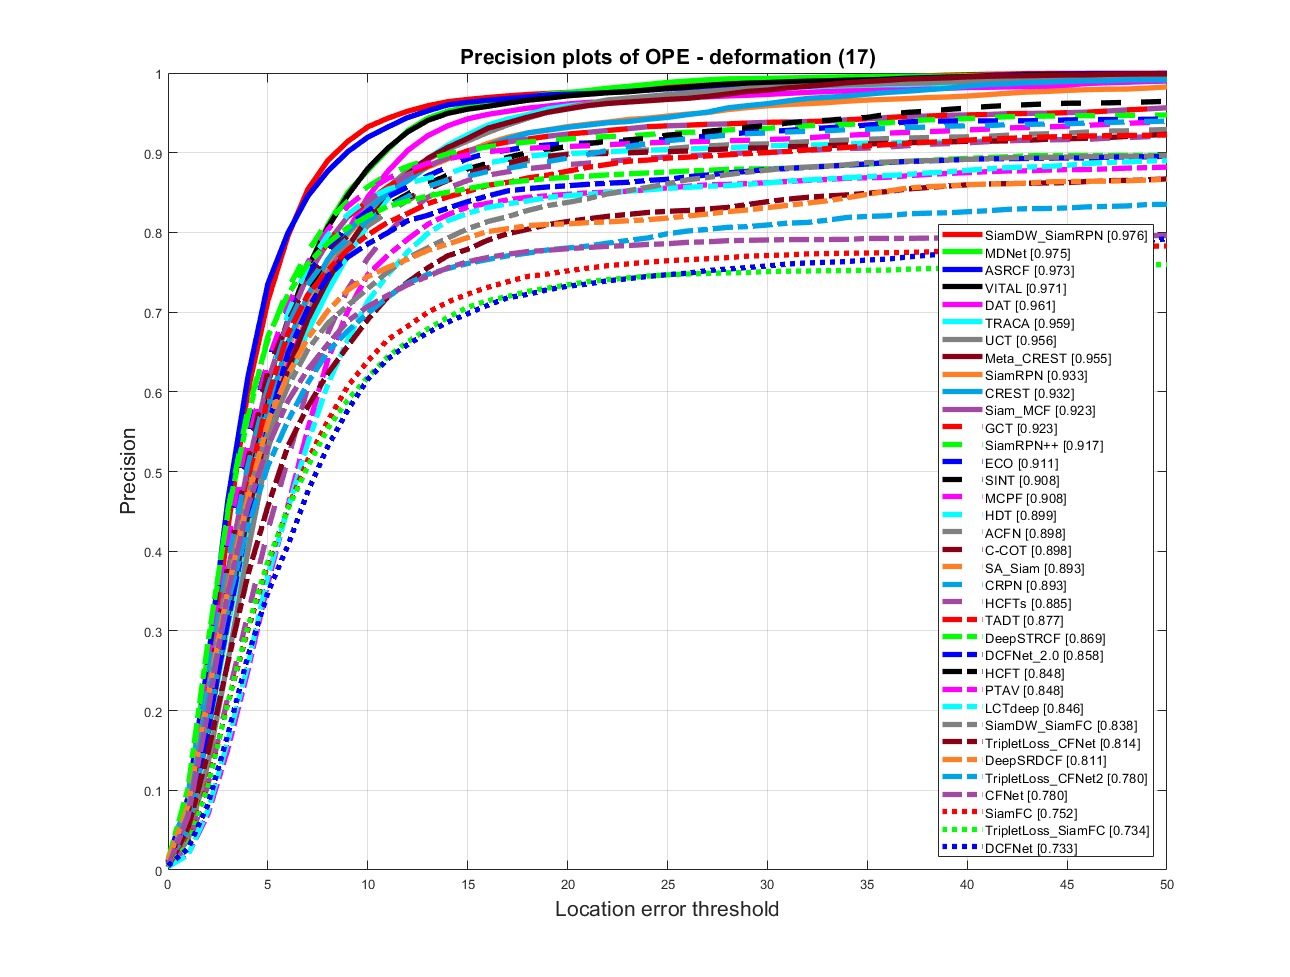 Precision plots of OPE - deformation (17)
1
0.9
0.8
0.7
0.6
0.5
0.4
0.3
0.2
0.1
0
Precision
0 5 10 15 20 25 30 35 40 45 50
Location error threshold
SiamDW_SiamRPN [0.976]
MDNet [0.975]
ASRCF [0.973]
VITAL [0.971]
DAT [0.961]
TRACA [0.959]
UCT [0.956]
Meta_CREST [0.955]
SiamRPN [0.933]
CREST [0.932]
Siam_MCF [0.923]
GCT [0.923]
SiamRPN++ [0.917]
ECO [0.911]
SINT [0.908]
MCPF [0.908]
HDT [0.899]
ACFN [0.898]
C-COT [0.898]
SA_Siam [0.893]
CRPN [0.893]
HCFTs [0.885]
TADT [0.877]
DeepSTRCF [0.869]
DCFNet_2.0 [0.858]
HCFT [0.848]
PTAV [0.848]
LCTdeep [0.846]
SiamDW_SiamFC [0.838]
TripletLoss_CFNet [0.814]
DeepSRDCF [0.811]
TripletLoss_CFNet2 [0.780]
CFNet [0.780]
SiamFC [0.752]
TripletLoss_SiamFC [0.734]
DCFNet [0.733]